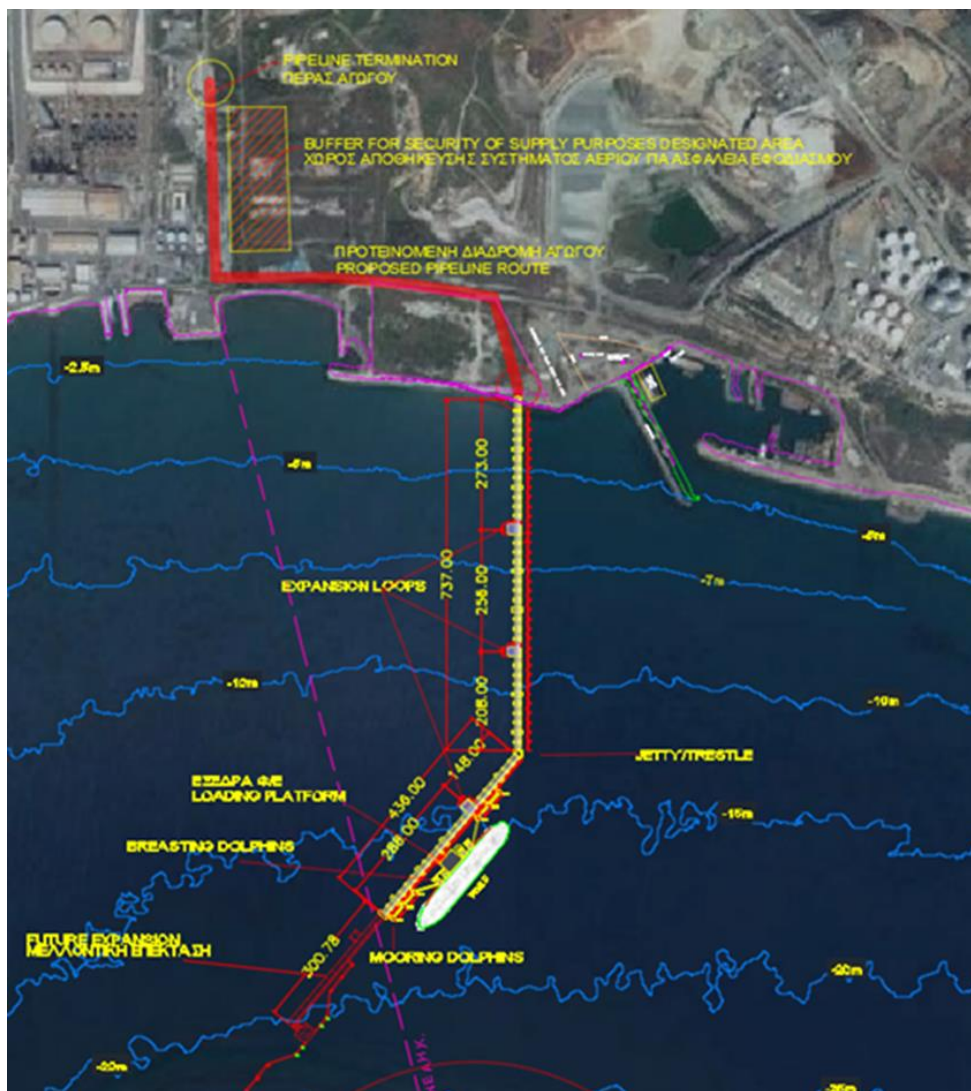 PIPELINE TERMINATION
ΠΕΡΑΣ ΑΓΩΓΟΥ
BUFFER FOR SECURITY OF SUPPLY PURPOSES DESIGNATED AREA
ΧΩΡΟΣ ΑΠΟΘΗΚΕΥΣΗΣ ΣΥΣΤΗΜΑΤΟΣ ΑΕΡΙΟΥ ΓΙΑ ΑΣΦΑΛΕΙΑ ΕΦΟΔΙΑΣΜΟΥ
ΠΡΟΤΕΙΝΟΜΕΝΗ ΔΙΑΔΡΟΜΗ ΑΓΩΓΟΥ
PROPOSED PIPELINE ROUTE
-2.5m
273.00
-5m
-5m
737.00
EXPANSION LOOPS
256.00
-7m
-10m
-10m
208.00
JETTY/TRESTLE
148.00
436.00
ΕΞΕΔΡΑ Φ/Ε
LOADING PLATFORM
288.00
-15m
BREASTING DOLPHINS
FUTURE EXPANSION
ΜΕΛΛΟΝΤΙΚΗ ΕΠΕΚΤΑΣΗ
300.78
MOORING DOLPHINS
-20m
-20m